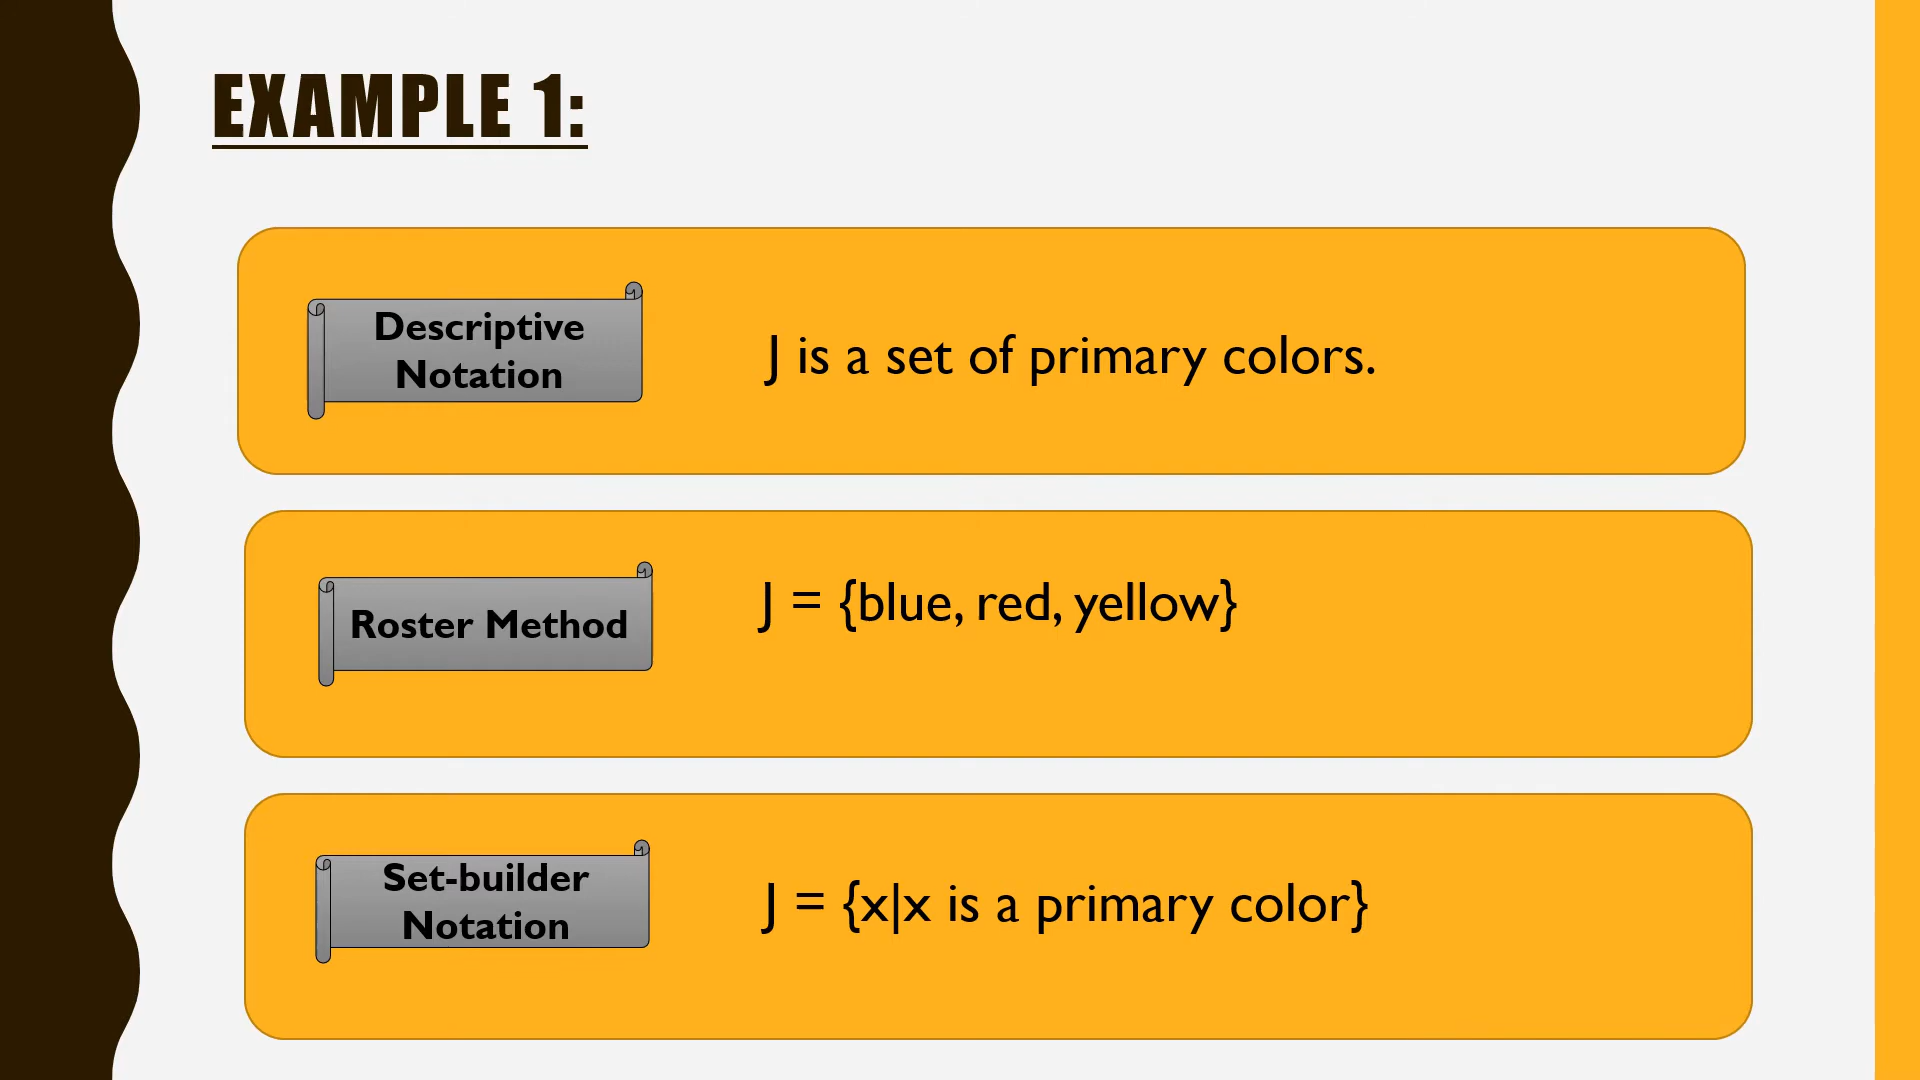 EXAMPLE 1:
Descriptive
Notation
J is a set of primary colors.
Roster Method
J = {blue, red, yellow}
Set-builder
Notation
J = {x|x is a primary color}